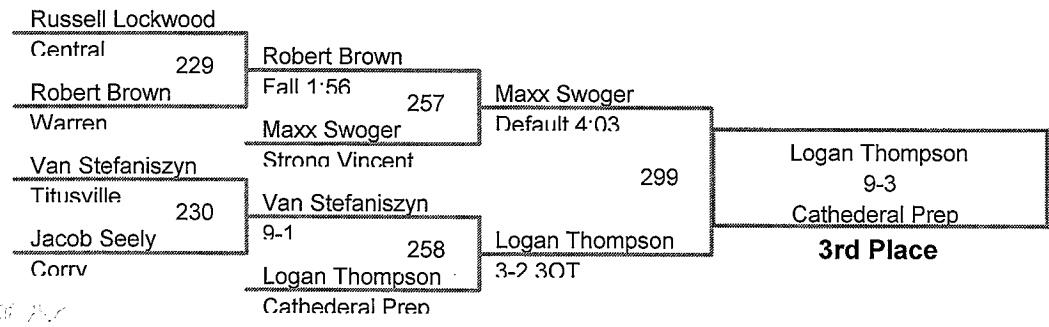 Russell Lockwood
Central
229
Robert Brown
Warren
Van Stefaniszyn
Titusville
230
Jacob Seely
Corry
Robert Brown
Fall 1:56
257
Maxx Swoger
Strong Vincent
Van Stefaniszyn
9-1
258
Logan Thompson
Cathederal Prep
Maxx Swoger
Default 4:03
299
Logan Thompson
3-2 3OT
Logan Thompson
9-3
Cathederal Prep
3rd Place